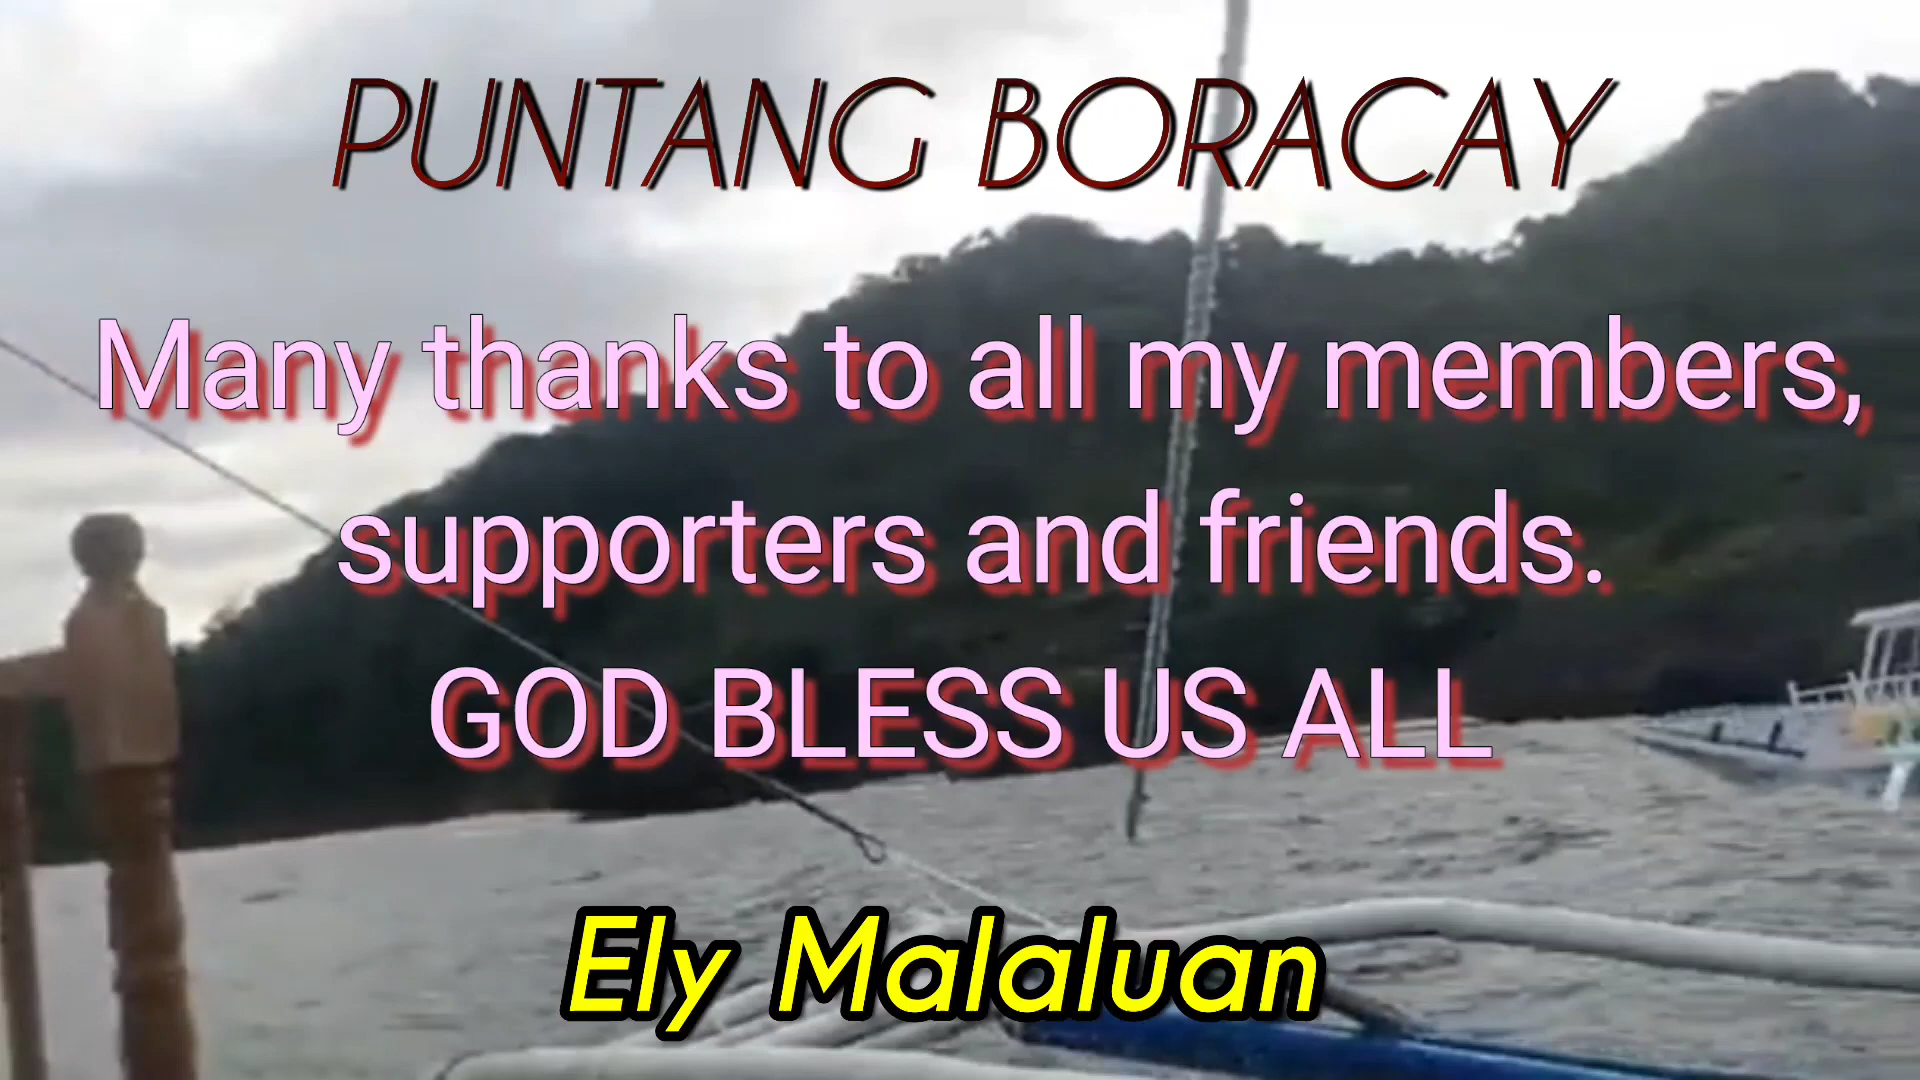 PUNTANG BORACAY
Many thanks to all my members,
supporters and friends.
GOD BLESS US ALL
Ely Malaluan